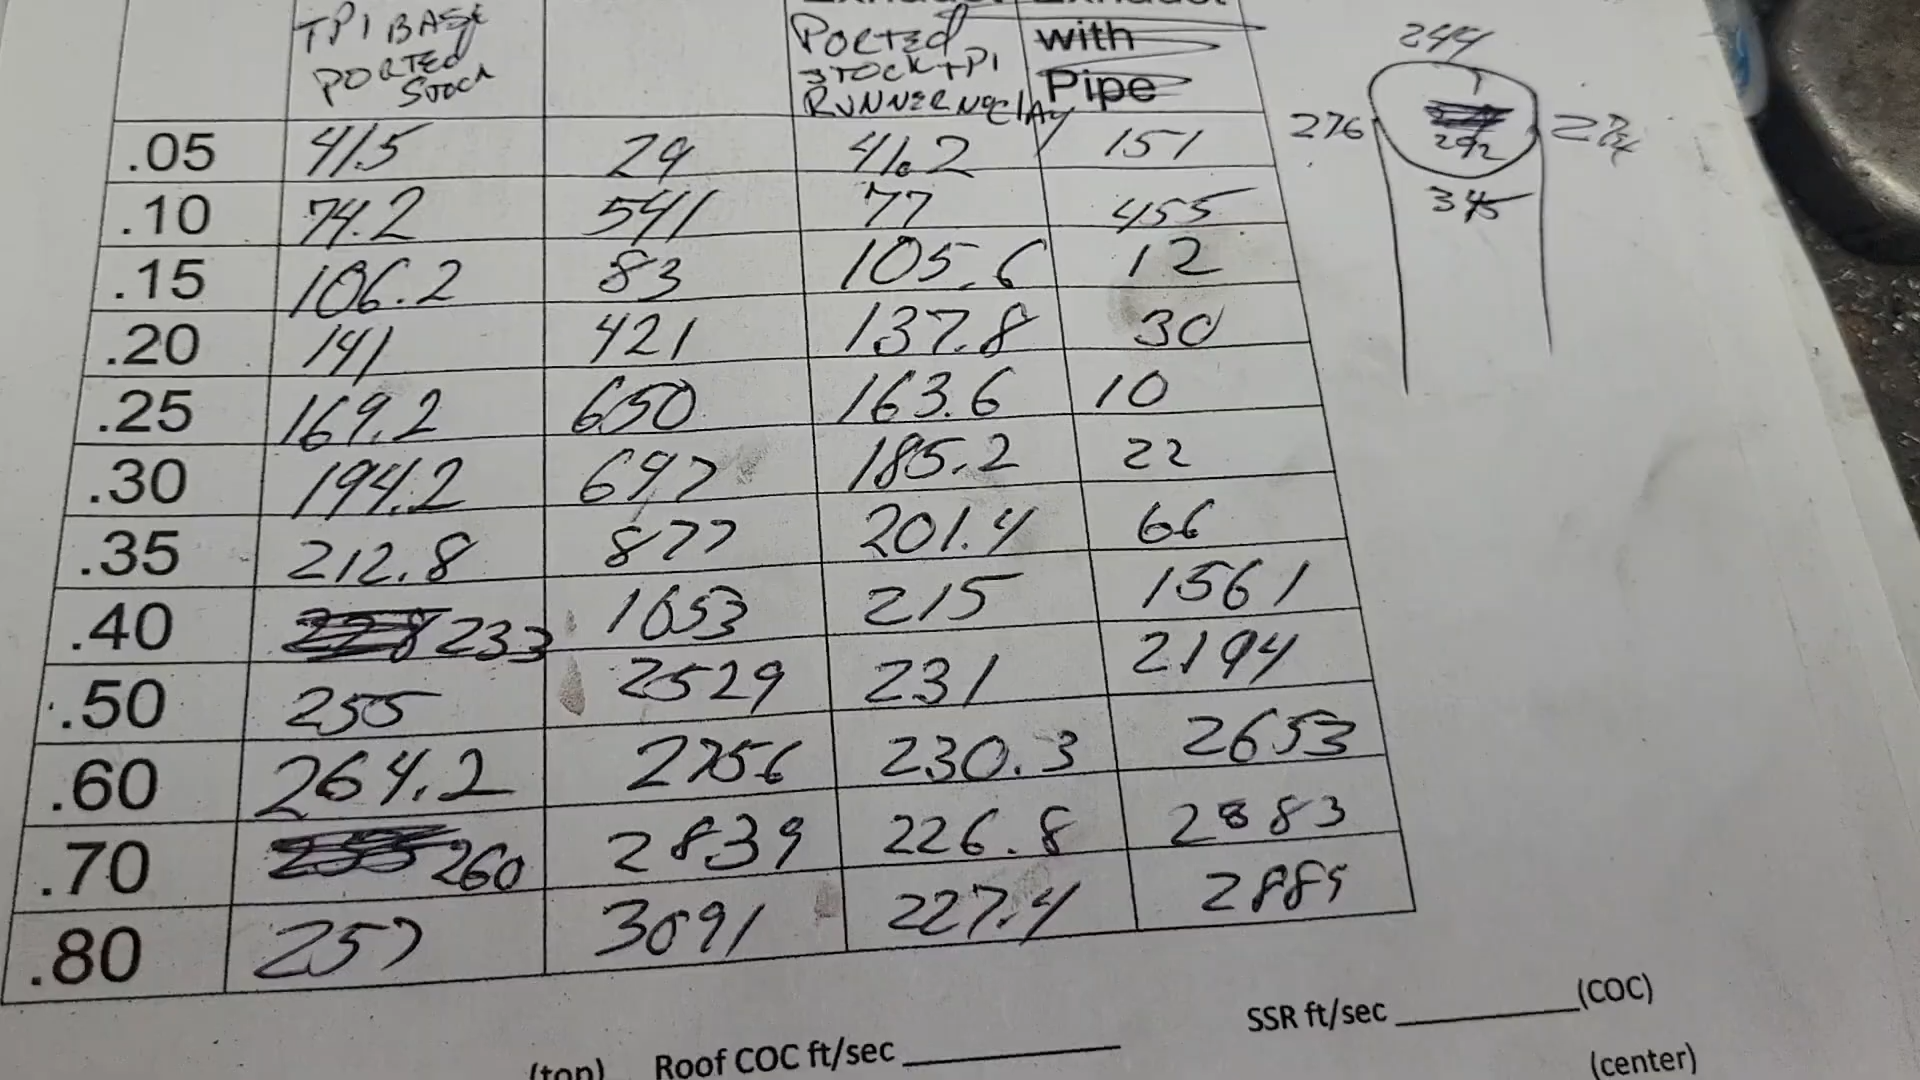 TPI BASE
PORTED
STOCK
PORTED
STOCK TPI
RUNNER NO CLAY
with
Pipe
.05 41.5 29 41.2 151
.10 74.2 541 77 455
.15 106.2 83 105.6 12
.20 141 421 137.8 30
.25 169.2 650 163.6 10
.30 194.2 697 185.2 22
.35 212.8 877 201.4 66
.40 233 1653 215 1561
.50 255 2529 231 2194
.60 264.2 2756 230.3 2653
.70 260 2839 226.8 2883
.80 257 3091 227.4 2889
244
276
292
345
SSR ft/sec (COC)
(top) Roof COC ft/sec
(center)